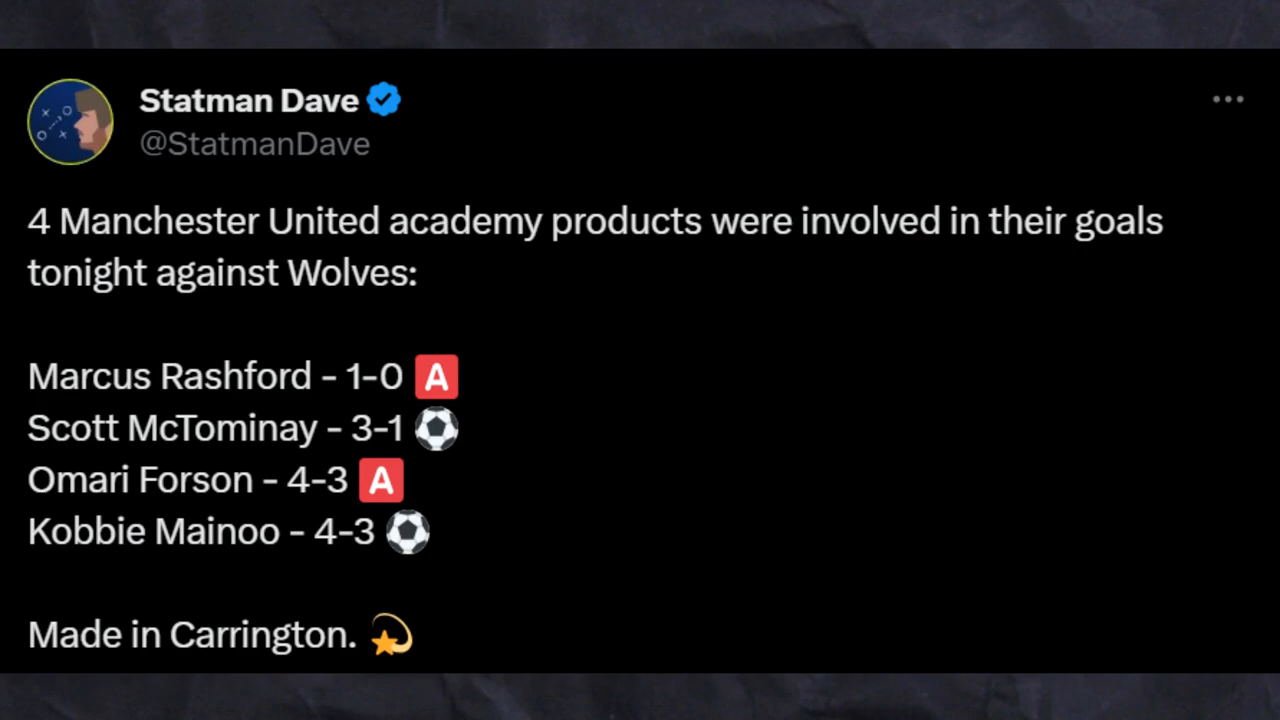 Statman Dave
@StatmanDave
4 Manchester United academy products were involved in their goals
tonight against Wolves:
Marcus Rashford - 1-0 🅰️
Scott McTominay - 3-1 ⚽
Omari Forson - 4-3 🅰️
Kobbie Mainoo - 4-3 ⚽
Made in Carrington. 💫